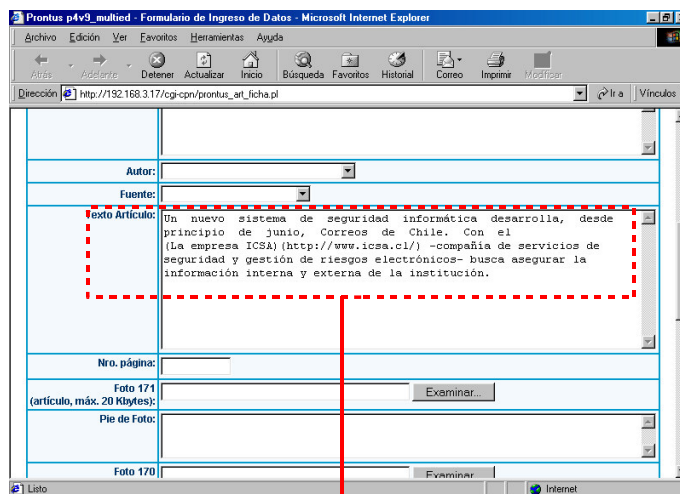 Prontus p4v9_multied - Formulario de Ingreso de Datos - Microsoft Internet Explorer
Archivo Edición Ver Favoritos Herramientas Ayuda
Atrás Adelante Detener Actualizar Inicio Búsqueda Favoritos Historial Correo Imprimir Modificar
Dirección http://192.168.3.17/cgi-cpn/prontus_art_ficha.pl Ir a Vínculos
Autor:
Fuente:
Texto Artículo:
Un nuevo sistema de seguridad informática desarrolla, desde
principio de junio, Correos de Chile. Con el
(La empresa ICSA)(http://www.icsa.cl/) -compañía de servicios de
seguridad y gestión de riesgos electrónicos- busca asegurar la
información interna y externa de la institución.
Nro. página:
Foto 171
(artículo, máx. 20 Kbytes):
Examinar...
Pie de Foto:
Foto 170
Examinar
Listo Internet